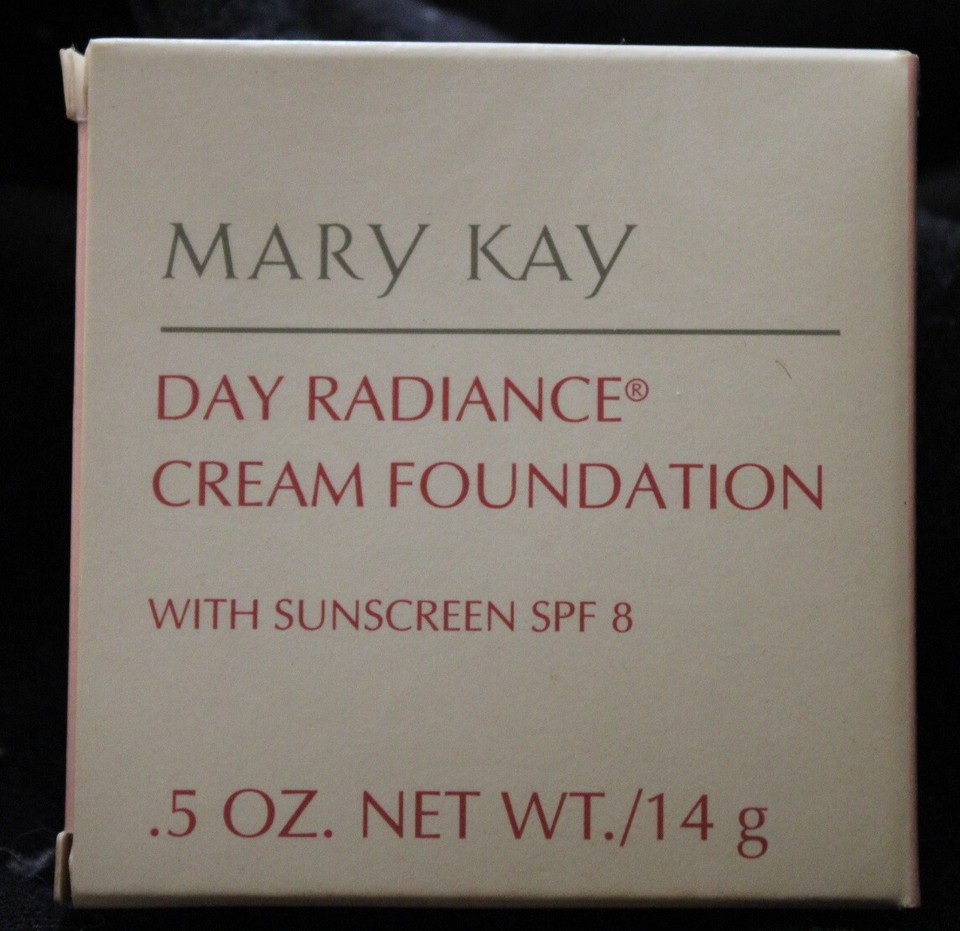 MARY KAY
DAY RADIANCE®
CREAM FOUNDATION
WITH SUNSCREEN SPF 8
.5 OZ. NET WT./14 g